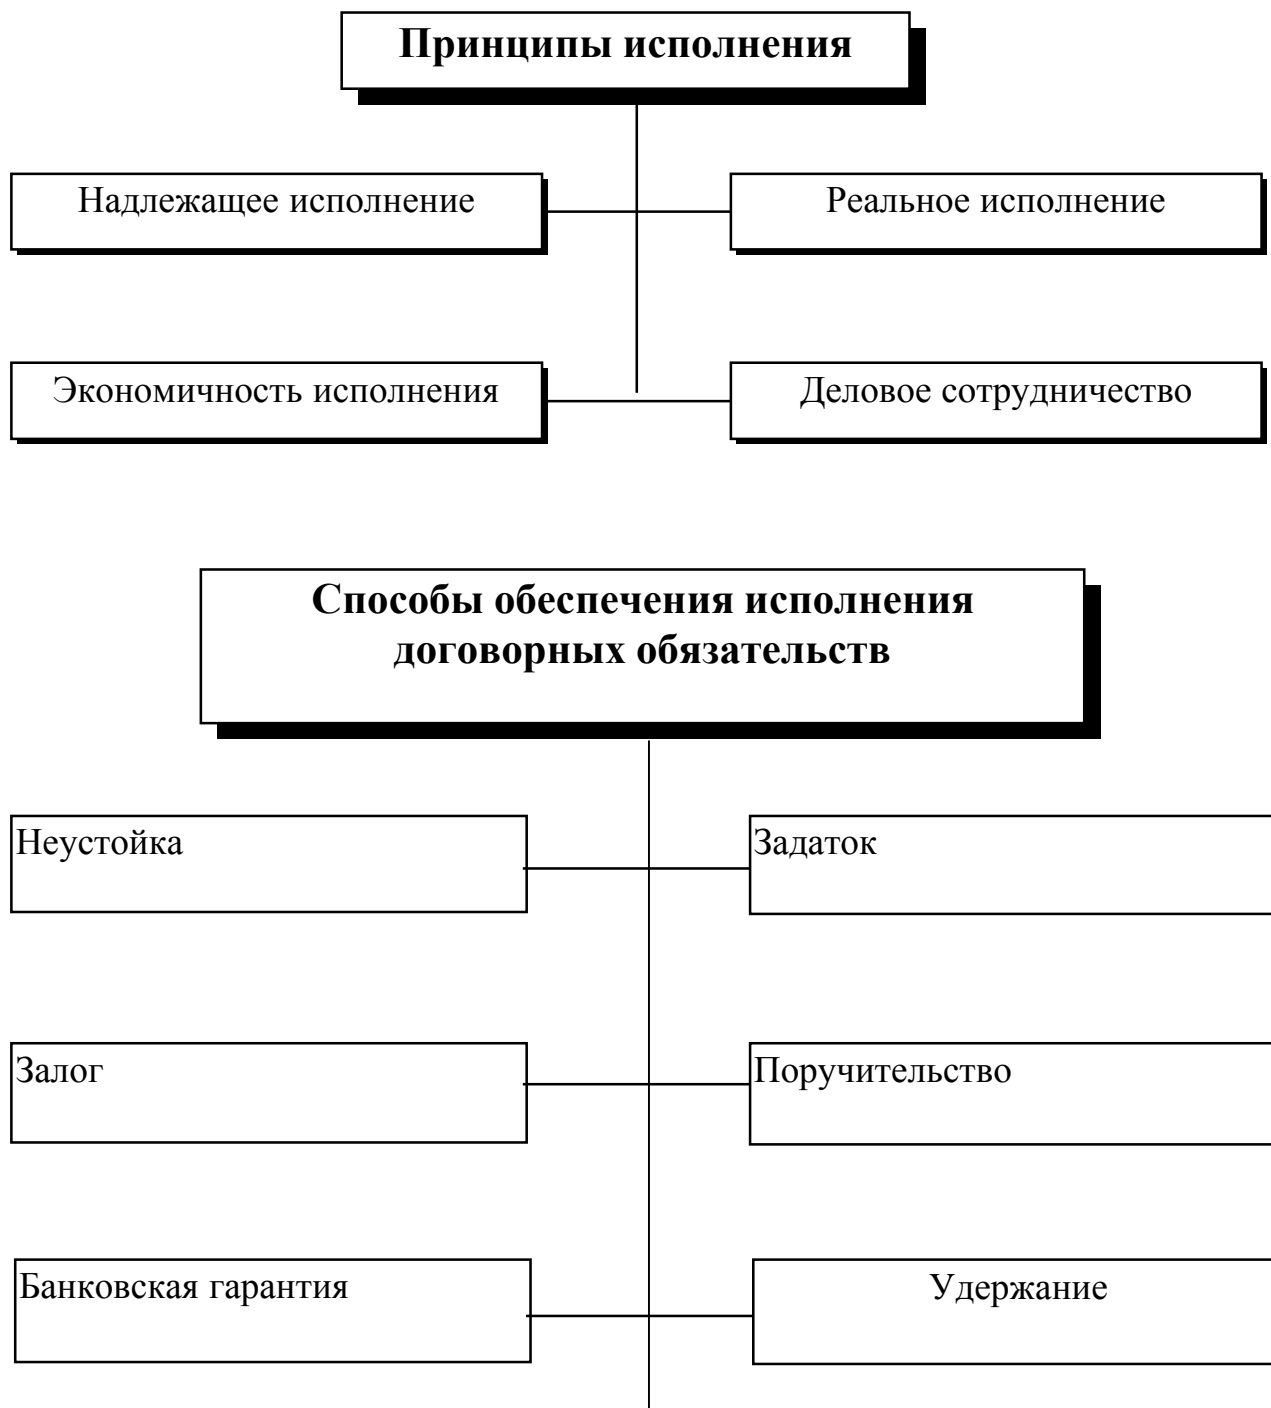 Принципы исполнения
Надлежащее исполнение
Реальное исполнение
Экономичность исполнения
Деловое сотрудничество
Способы обеспечения исполнения
договорных обязательств
Неустойка
Задаток
Залог
Поручительство
Банковская гарантия
Удержание